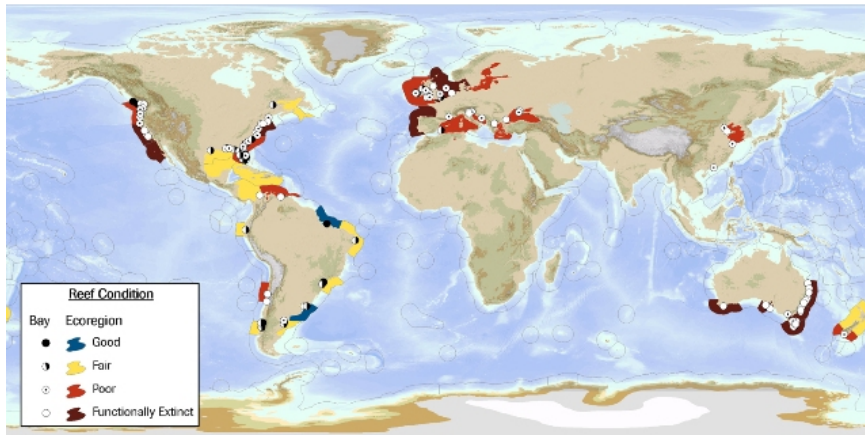 Reef Condition
Bay Ecoregion
Good
Fair
Poor
Functionally Extinct